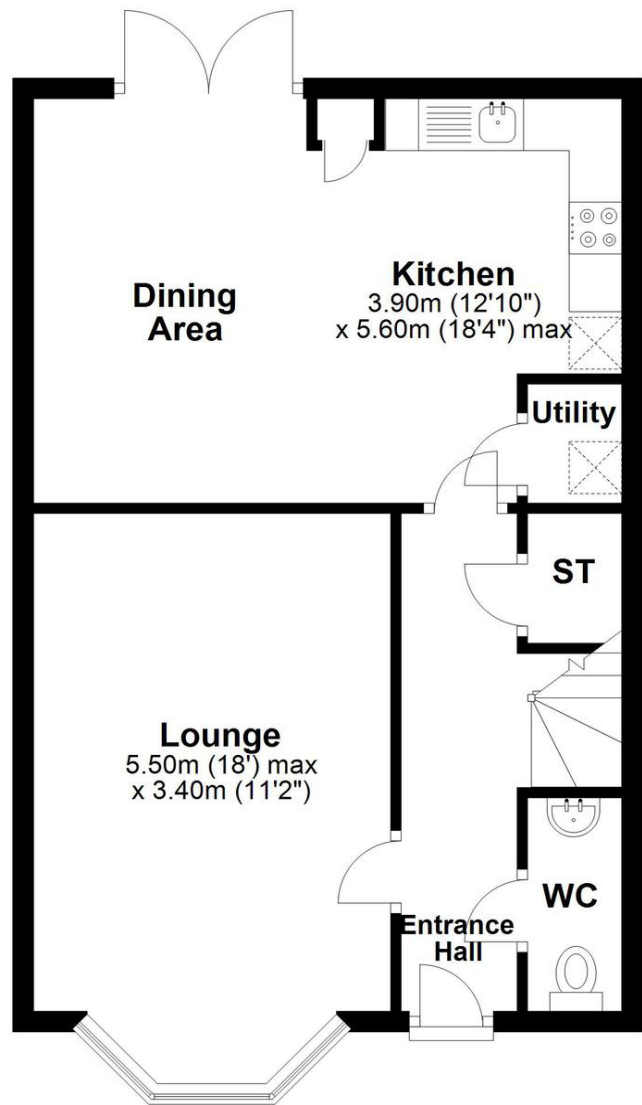 Dining
Area
Kitchen
3.90m (12'10")
x 5.60m (18'4") max
Utility
ST
Lounge
5.50m (18') max
x 3.40m (11'2")
WC
Entrance
Hall